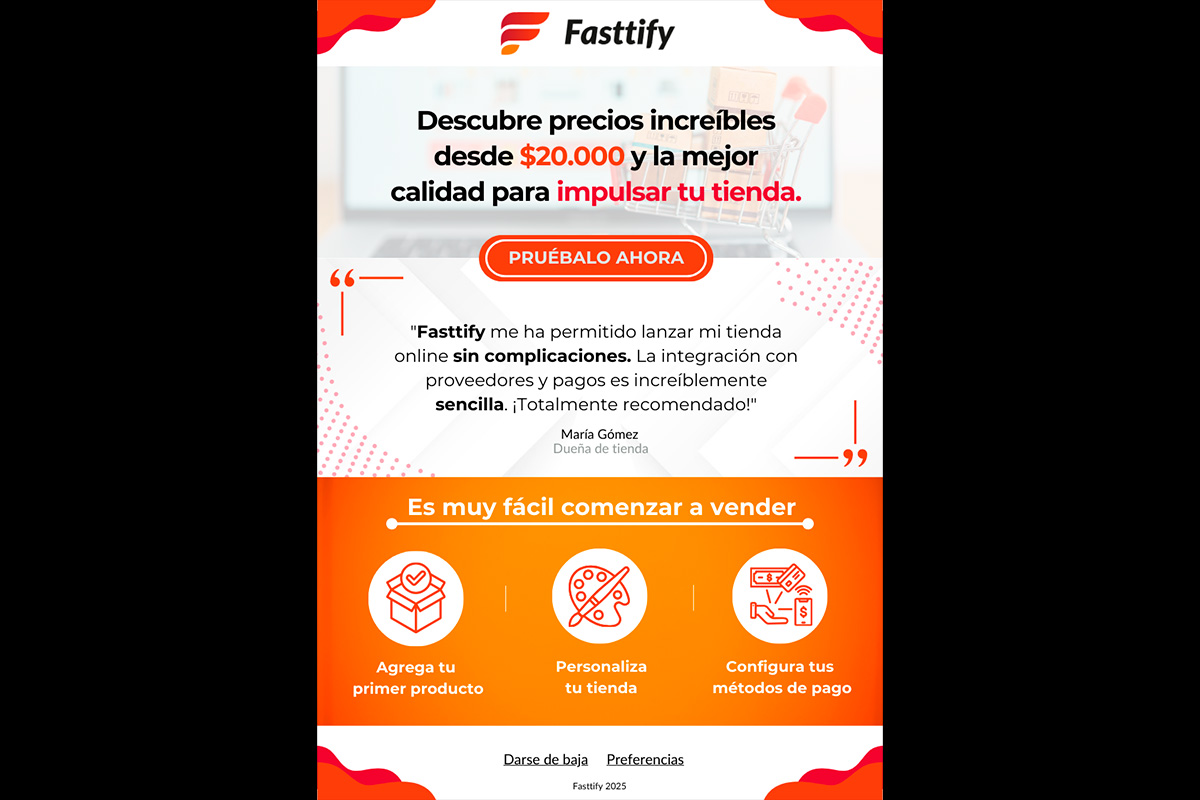 Fasttify
Descubre precios increíbles
desde $20.000 y la mejor
calidad para impulsar tu tienda.
PRUÉBALO AHORA
"Fasttify me ha permitido lanzar mi tienda
online sin complicaciones. La integración con
proveedores y pagos es increíblemente
sencilla. ¡Totalmente recomendado!"
María Gómez
Dueña de tienda
Es muy fácil comenzar a vender
Agrega tu
primer producto
Personaliza
tu tienda
Configura tus
métodos de pago
Darse de baja Preferencias
Fasttify 2025